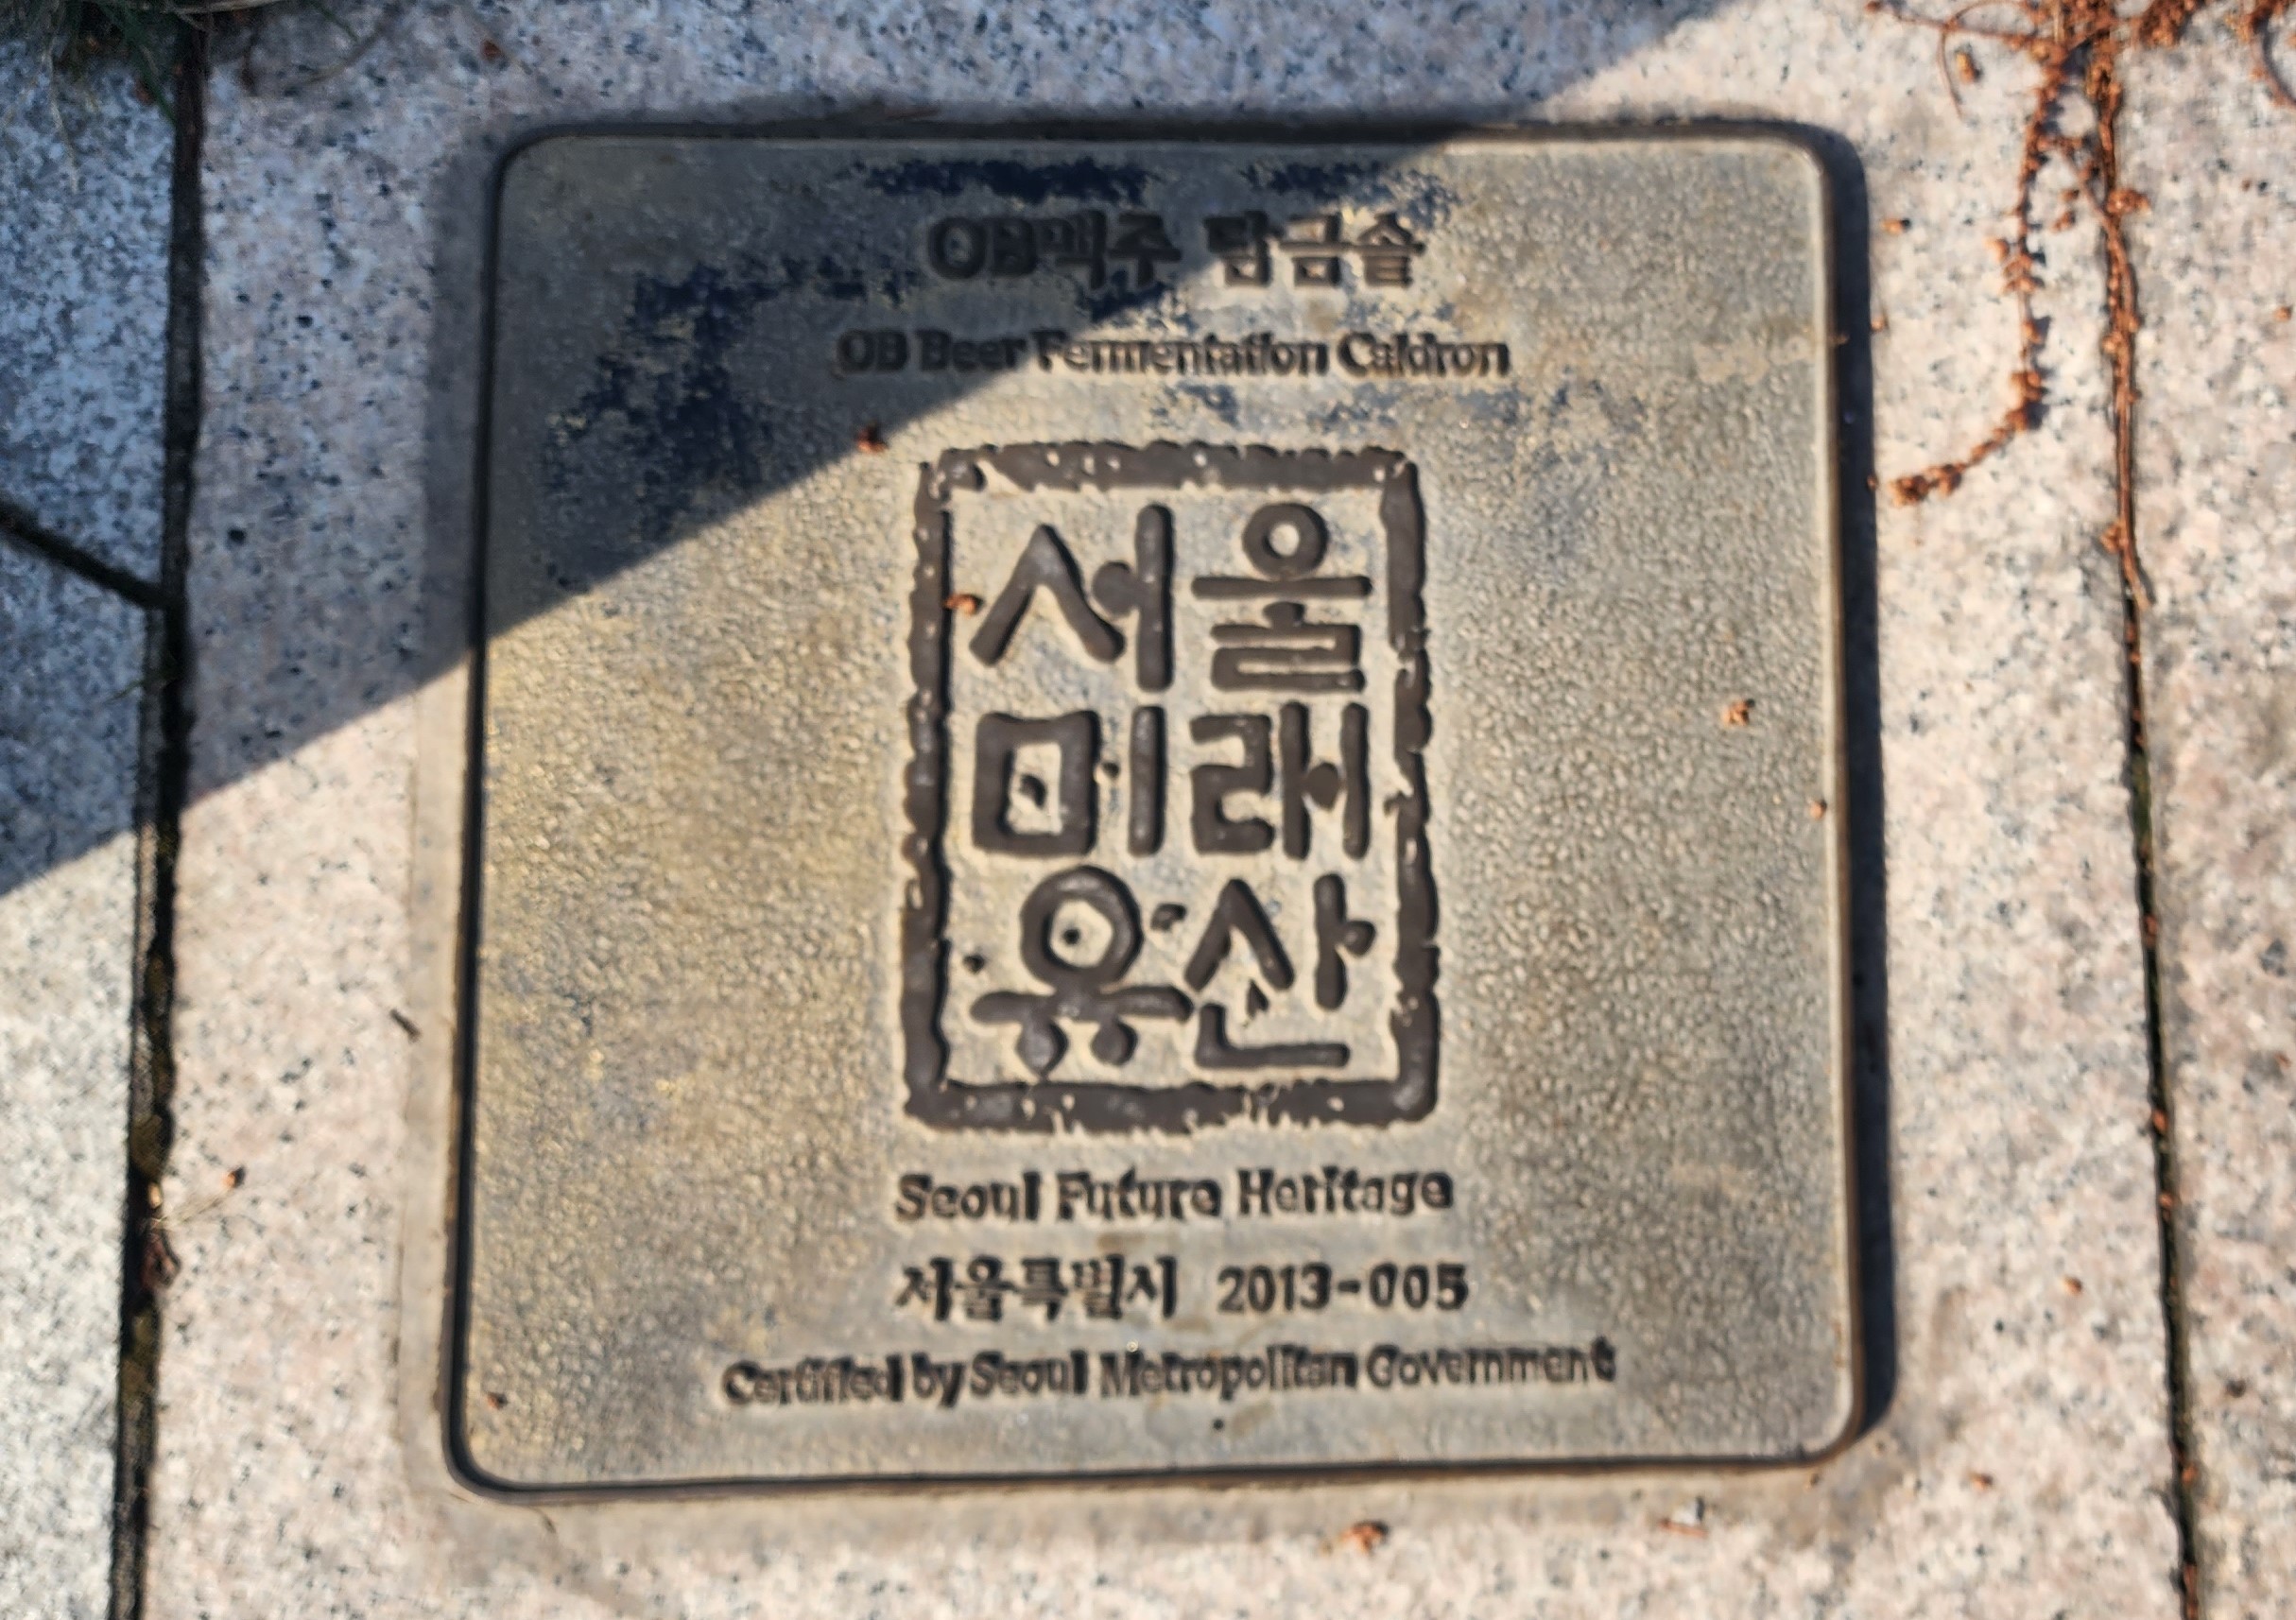 OB맥주 담금솥
OB Beer Fermentation Caldron
서울
미래
유산
Seoul Future Heritage
서울특별시 2013-005
Certified by Seoul Metropolitan Government